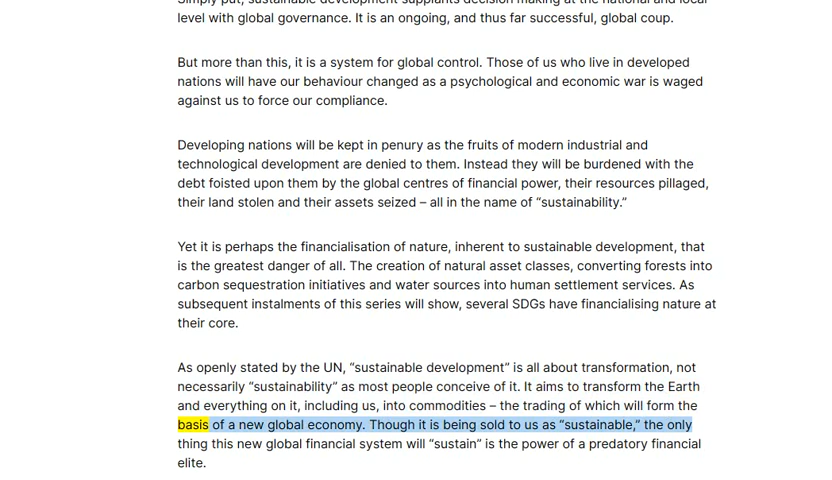 Simply put, sustainable development supplants decision making at the national and local
level with global governance. It is an ongoing, and thus far successful, global coup.
But more than this, it is a system for global control. Those of us who live in developed
nations will have our behaviour changed as a psychological and economic war is waged
against us to force our compliance.
Developing nations will be kept in penury as the fruits of modern industrial and
technological development are denied to them. Instead they will be burdened with the
debt foisted upon them by the global centres of financial power, their resources pillaged,
their land stolen and their assets seized – all in the name of “sustainability.”
Yet it is perhaps the financialisation of nature, inherent to sustainable development, that
is the greatest danger of all. The creation of natural asset classes, converting forests into
carbon sequestration initiatives and water sources into human settlement services. As
subsequent instalments of this series will show, several SDGs have financialising nature at
their core.
As openly stated by the UN, “sustainable development” is all about transformation, not
necessarily “sustainability” as most people conceive of it. It aims to transform the Earth
and everything on it, including us, into commodities – the trading of which will form the
basis of a new global economy. Though it is being sold to us as “sustainable,” the only
thing this new global financial system will “sustain” is the power of a predatory financial
elite.